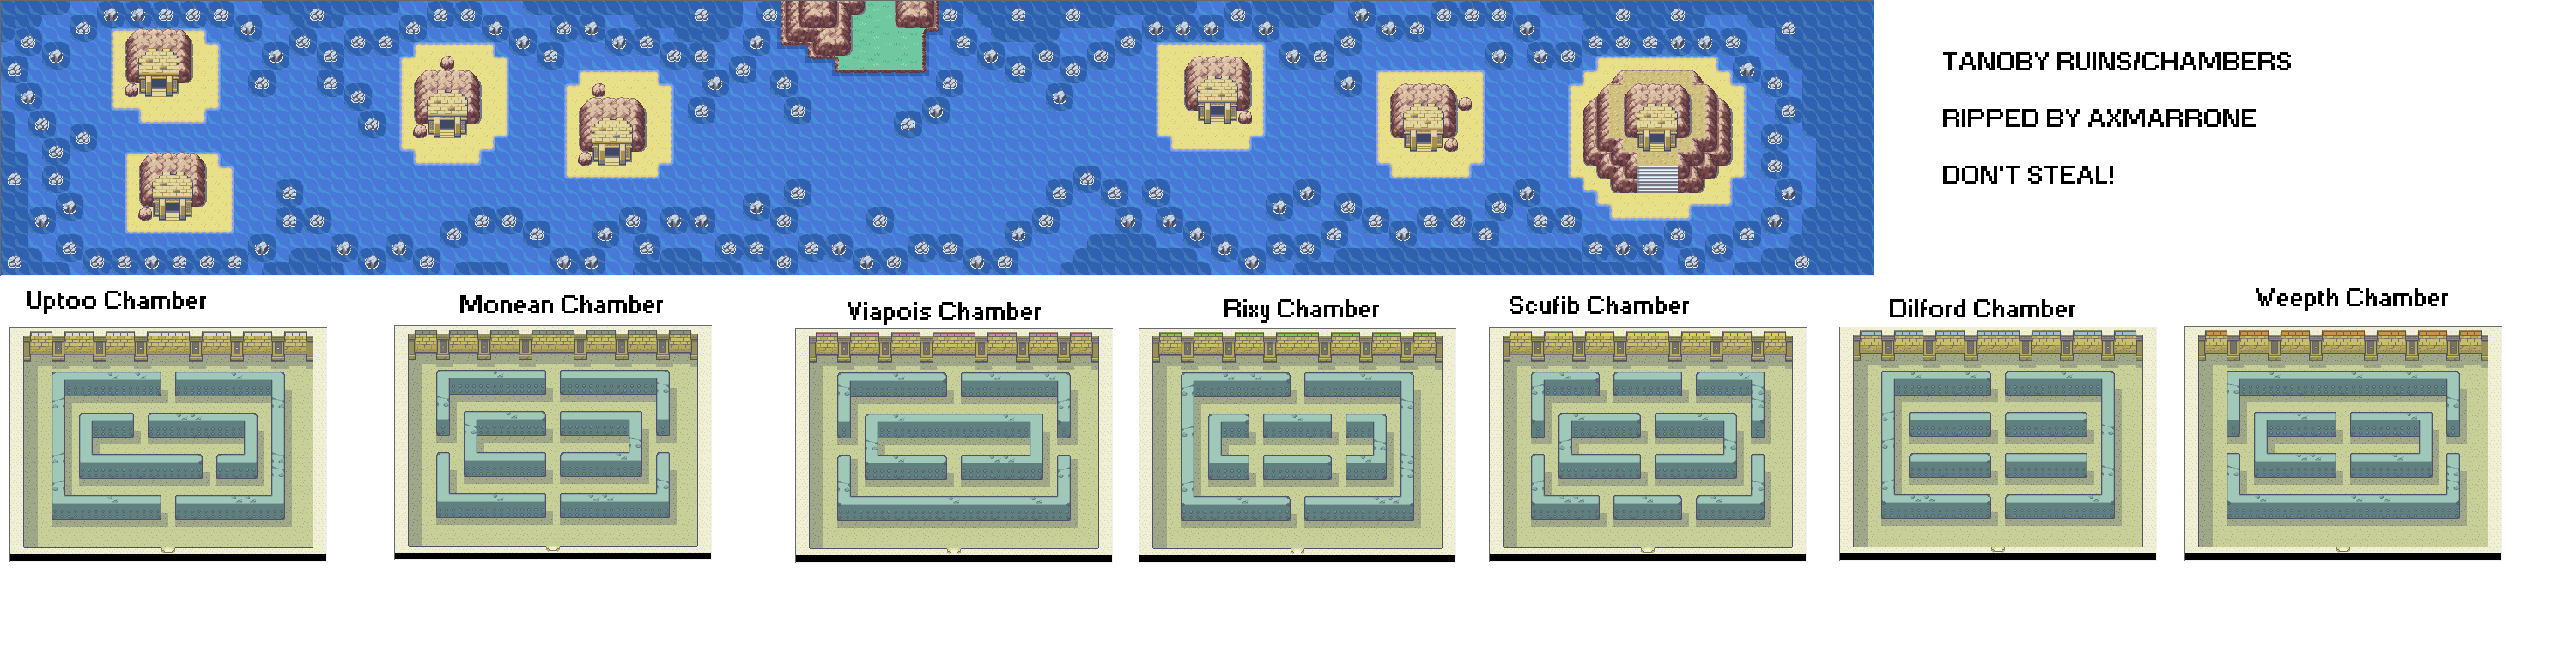 TANOBY RUINS/CHAMBERS
RIPPED BY AXMARRONE
DON'T STEAL!
Uptoo Chamber
Monean Chamber
Viapois Chamber
Rixy Chamber
Scufib Chamber
Dilford Chamber
Weepth Chamber